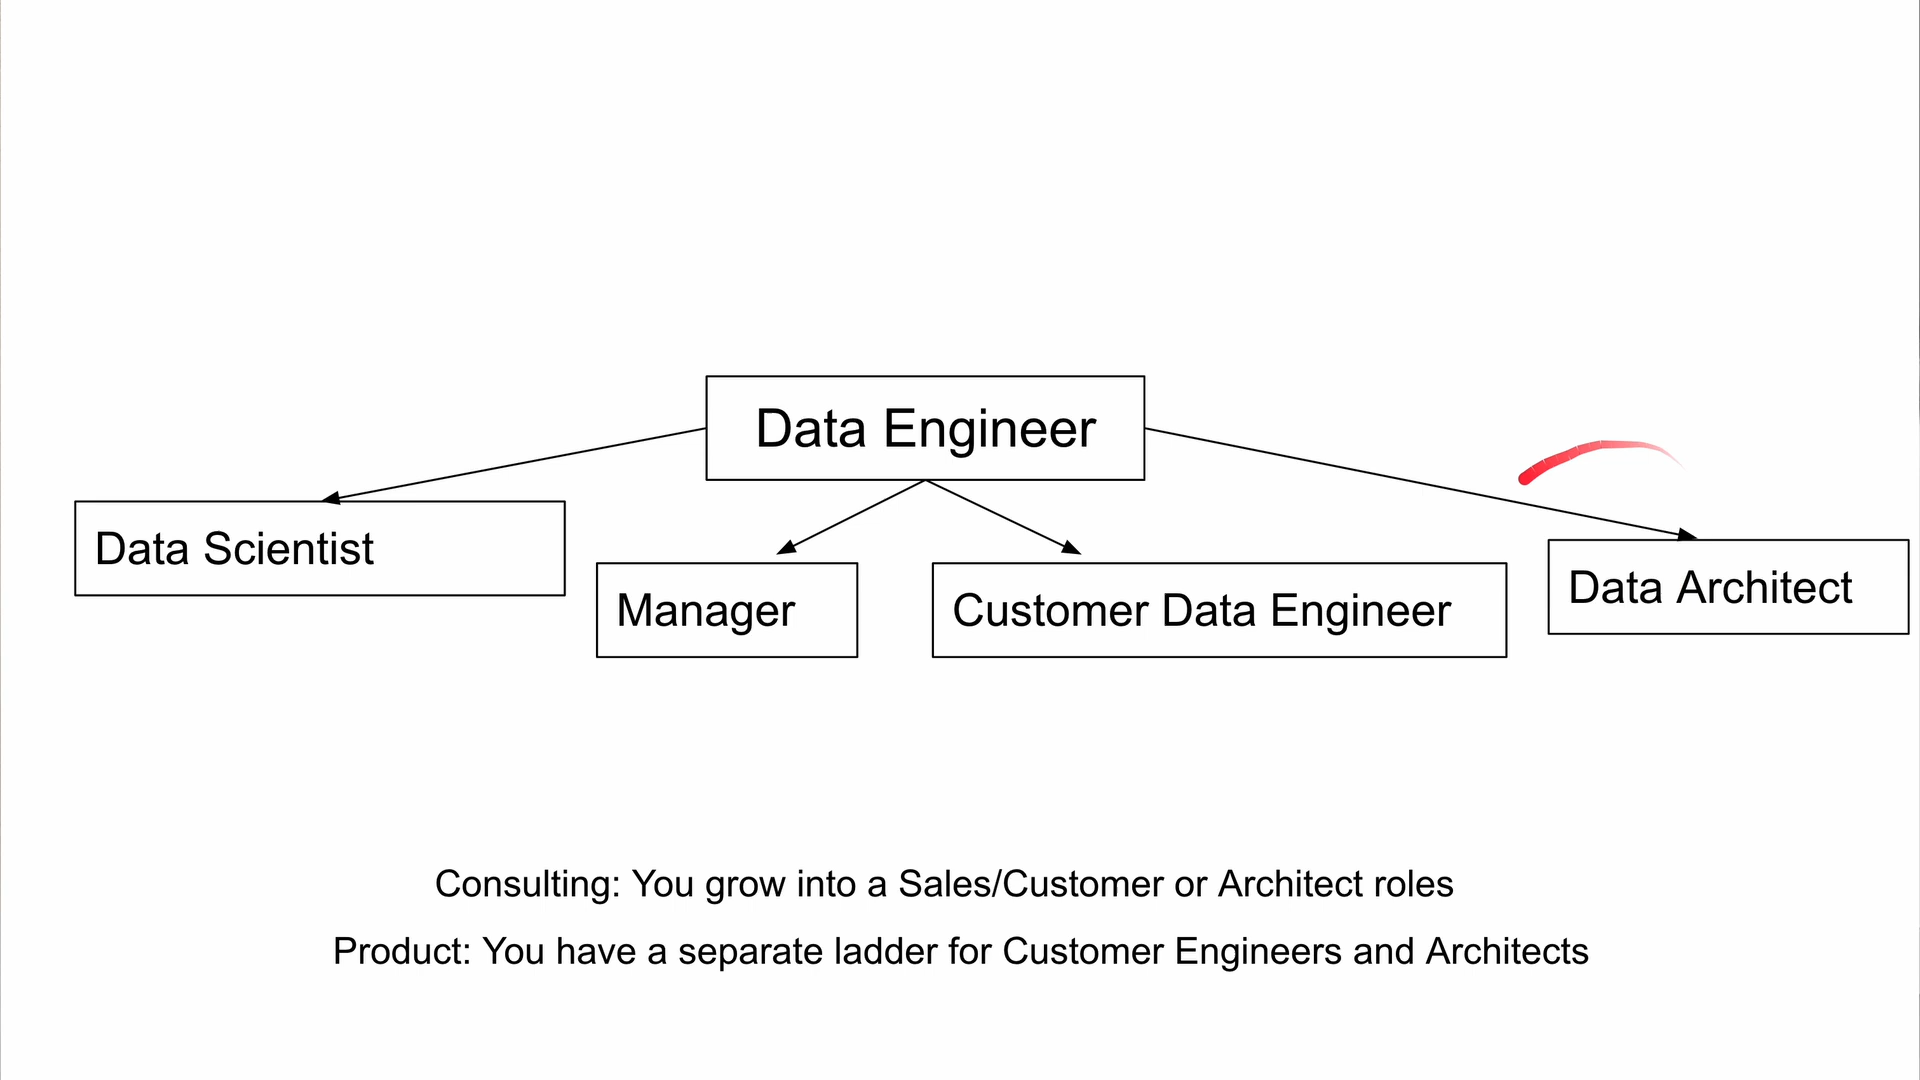 Data Engineer
Data Scientist
Manager
Customer Data Engineer
Data Architect
Consulting: You grow into a Sales/Customer or Architect roles
Product: You have a separate ladder for Customer Engineers and Architects